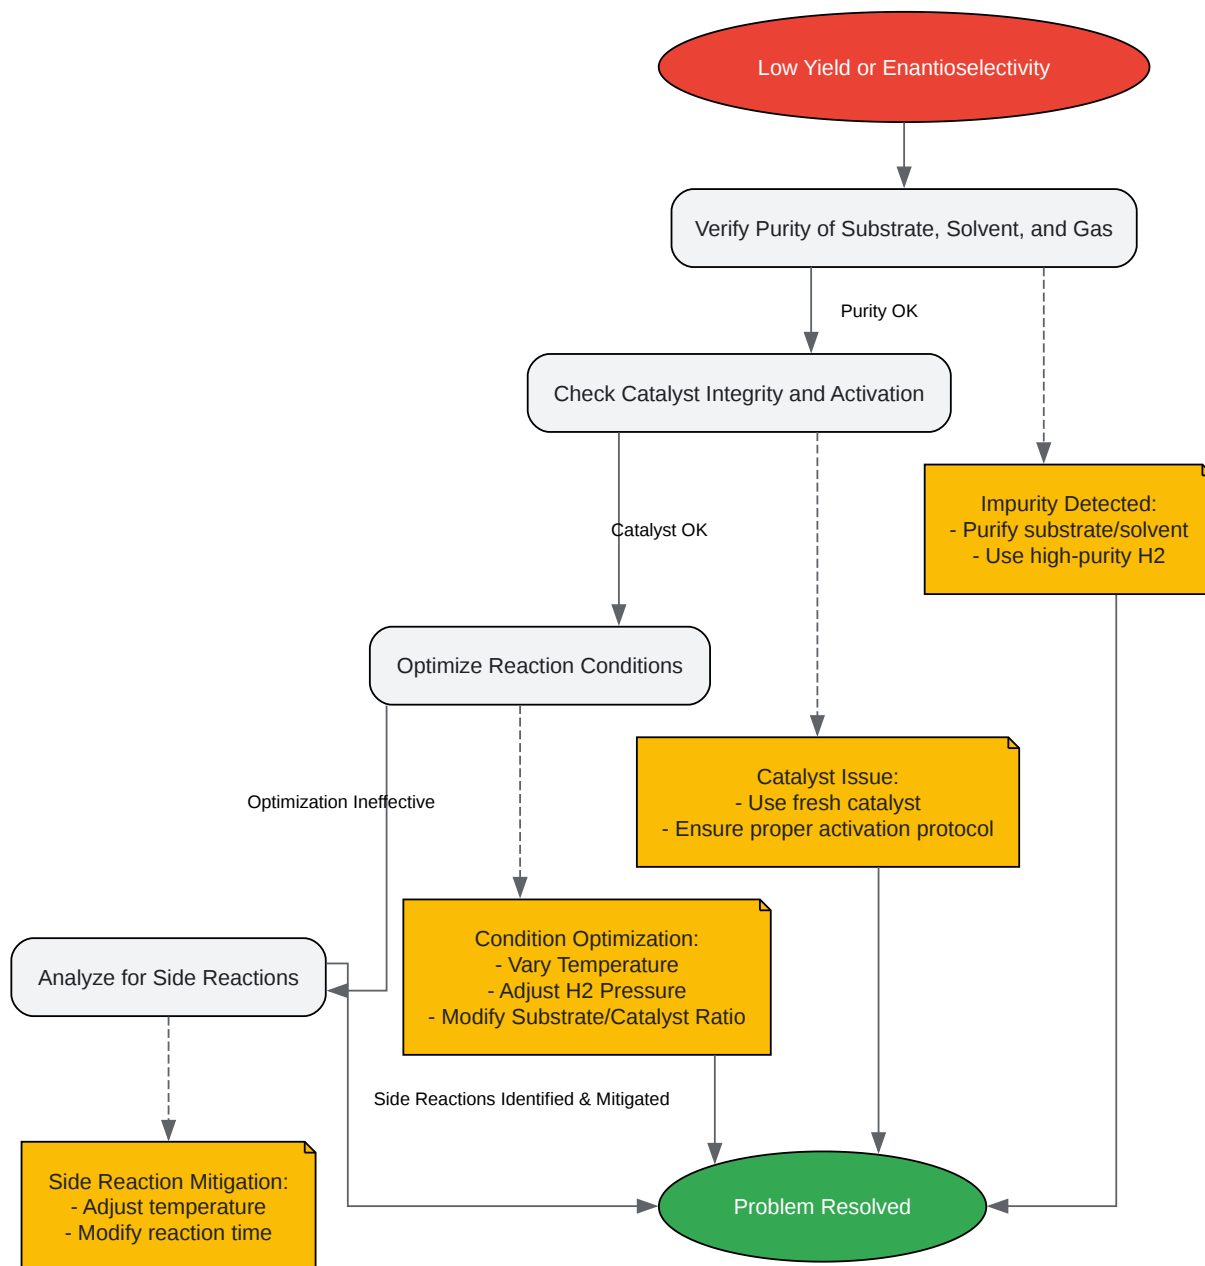 Low Yield or Enantioselectivity
Verify Purity of Substrate, Solvent, and Gas
Purity OK
Check Catalyst Integrity and Activation
Impurity Detected:
- Purify substrate/solvent
- Use high-purity H2
Catalyst OK
Optimize Reaction Conditions
Catalyst Issue:
- Use fresh catalyst
- Ensure proper activation protocol
Optimization Ineffective
Condition Optimization:
- Vary Temperature
- Adjust H2 Pressure
- Modify Substrate/Catalyst Ratio
Analyze for Side Reactions
Side Reactions Identified & Mitigated
Side Reaction Mitigation:
- Adjust temperature
- Modify reaction time
Problem Resolved